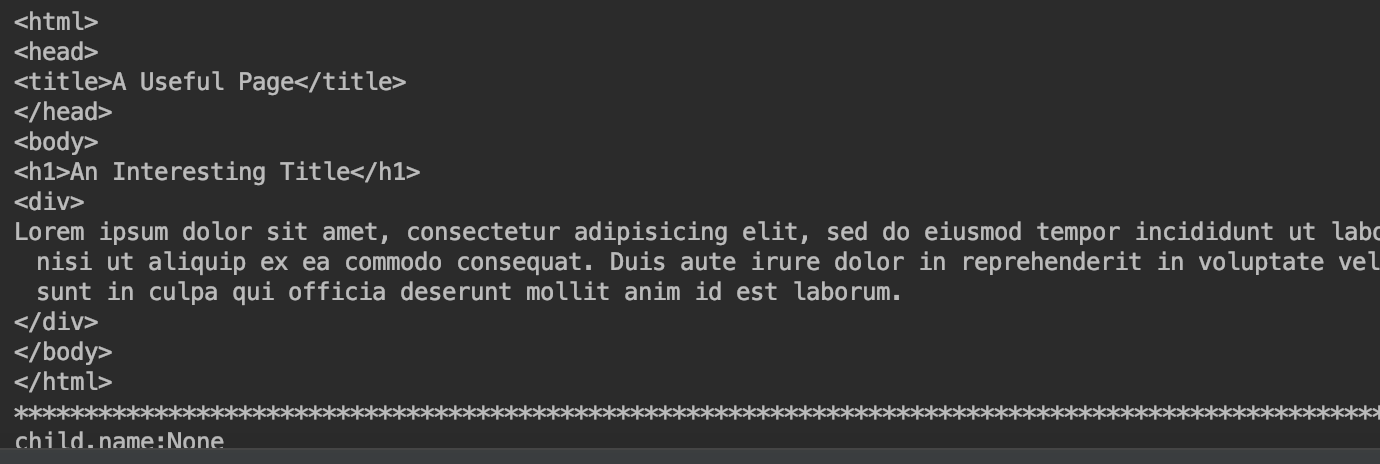 <html>
<head>
<title>A Useful Page</title>
</head>
<body>
<h1>An Interesting Title</h1>
<div>
Lorem ipsum dolor sit amet, consectetur adipisicing elit, sed do eiusmod tempor incididunt ut labo
nisi ut aliquip ex ea commodo consequat. Duis aute irure dolor in reprehenderit in voluptate vel
sunt in culpa qui officia deserunt mollit anim id est laborum.
</div>
</body>
</html>
**************************************************************************************************
child.name:None